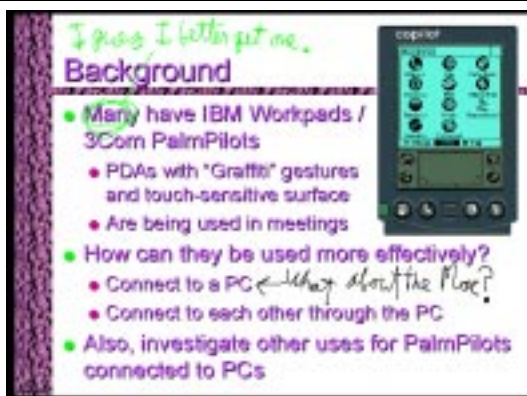 I guess I better get one.
copilot
Background
Many have IBM Workpads /
3Com PalmPilots
PDAs with "Graffiti" gestures
and touch-sensitive surface
Are being used in meetings
How can they be used more effectively?
Connect to a PC ← What about the Mac?
Connect to each other through the PC
Also, investigate other uses for PalmPilots
connected to PCs